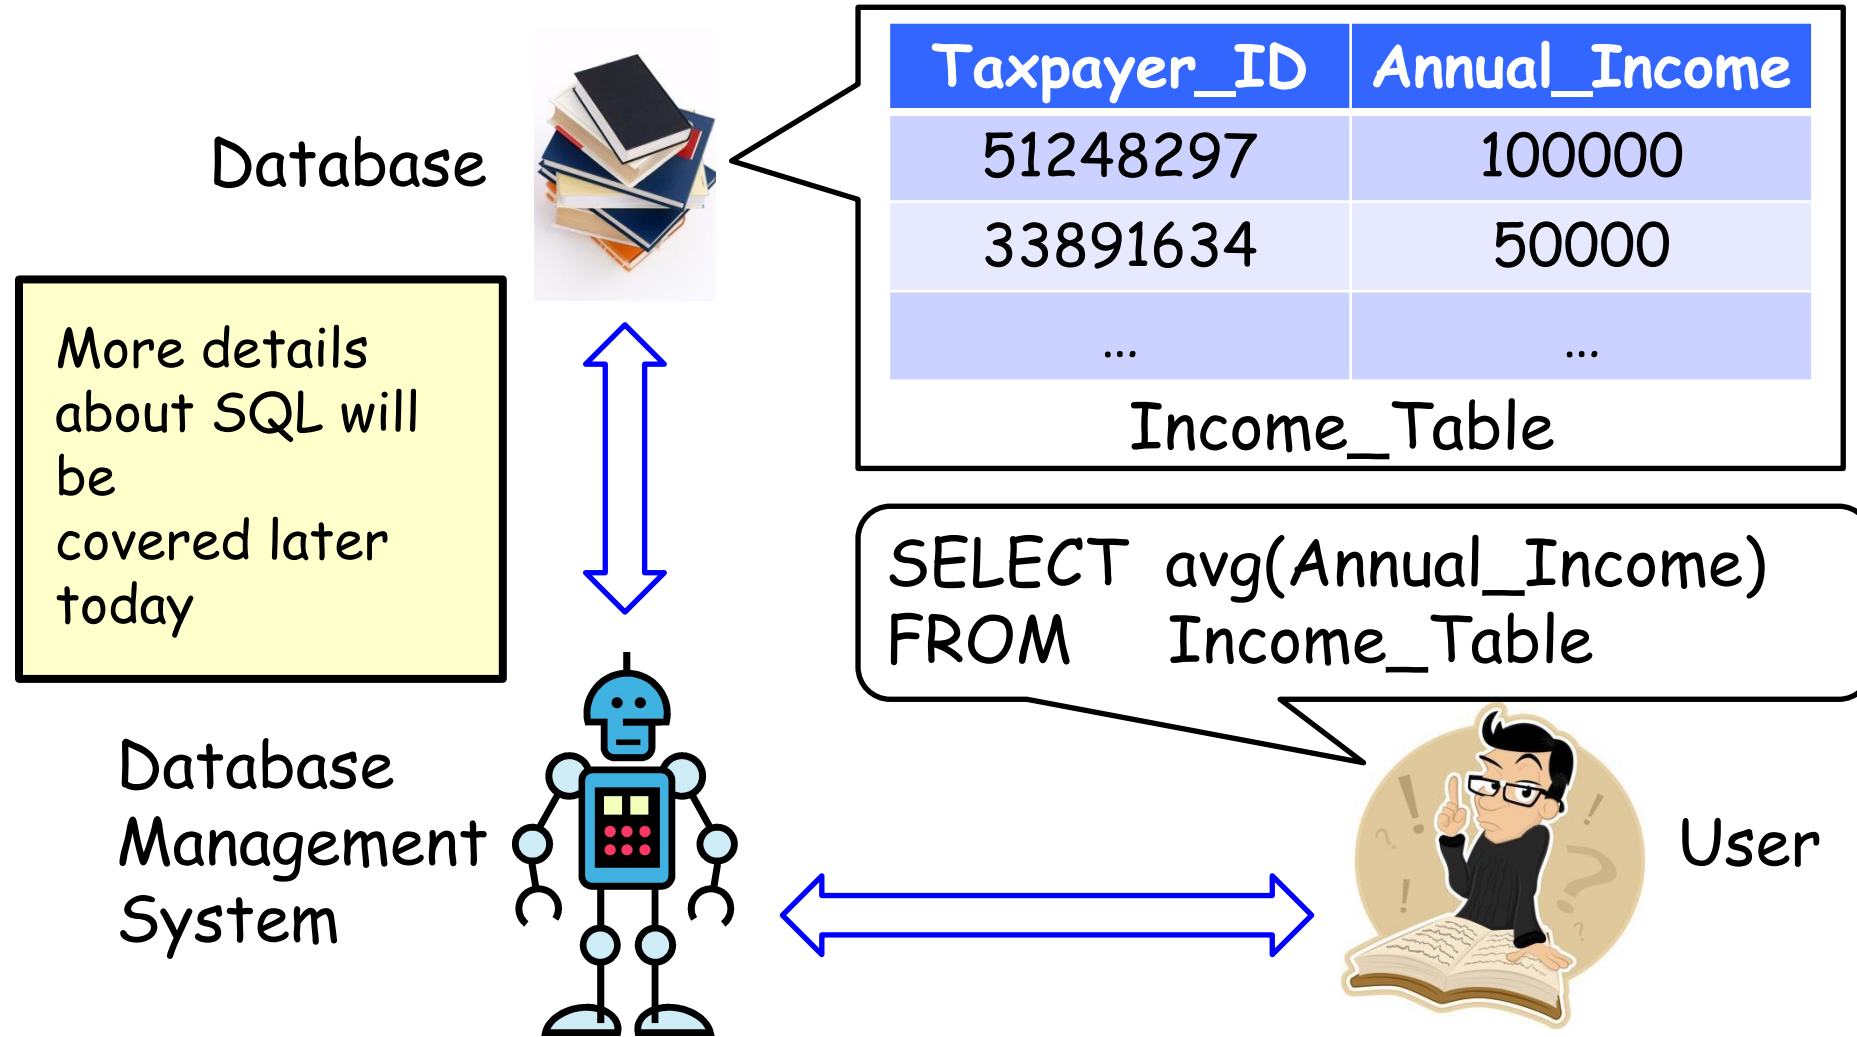 Database
Taxpayer_ID Annual_Income
51248297 100000
33891634 50000
... ...
Income_Table
More details
about SQL will
be
covered later
today
SELECT avg(Annual_Income)
FROM Income_Table
Database
Management
System
User